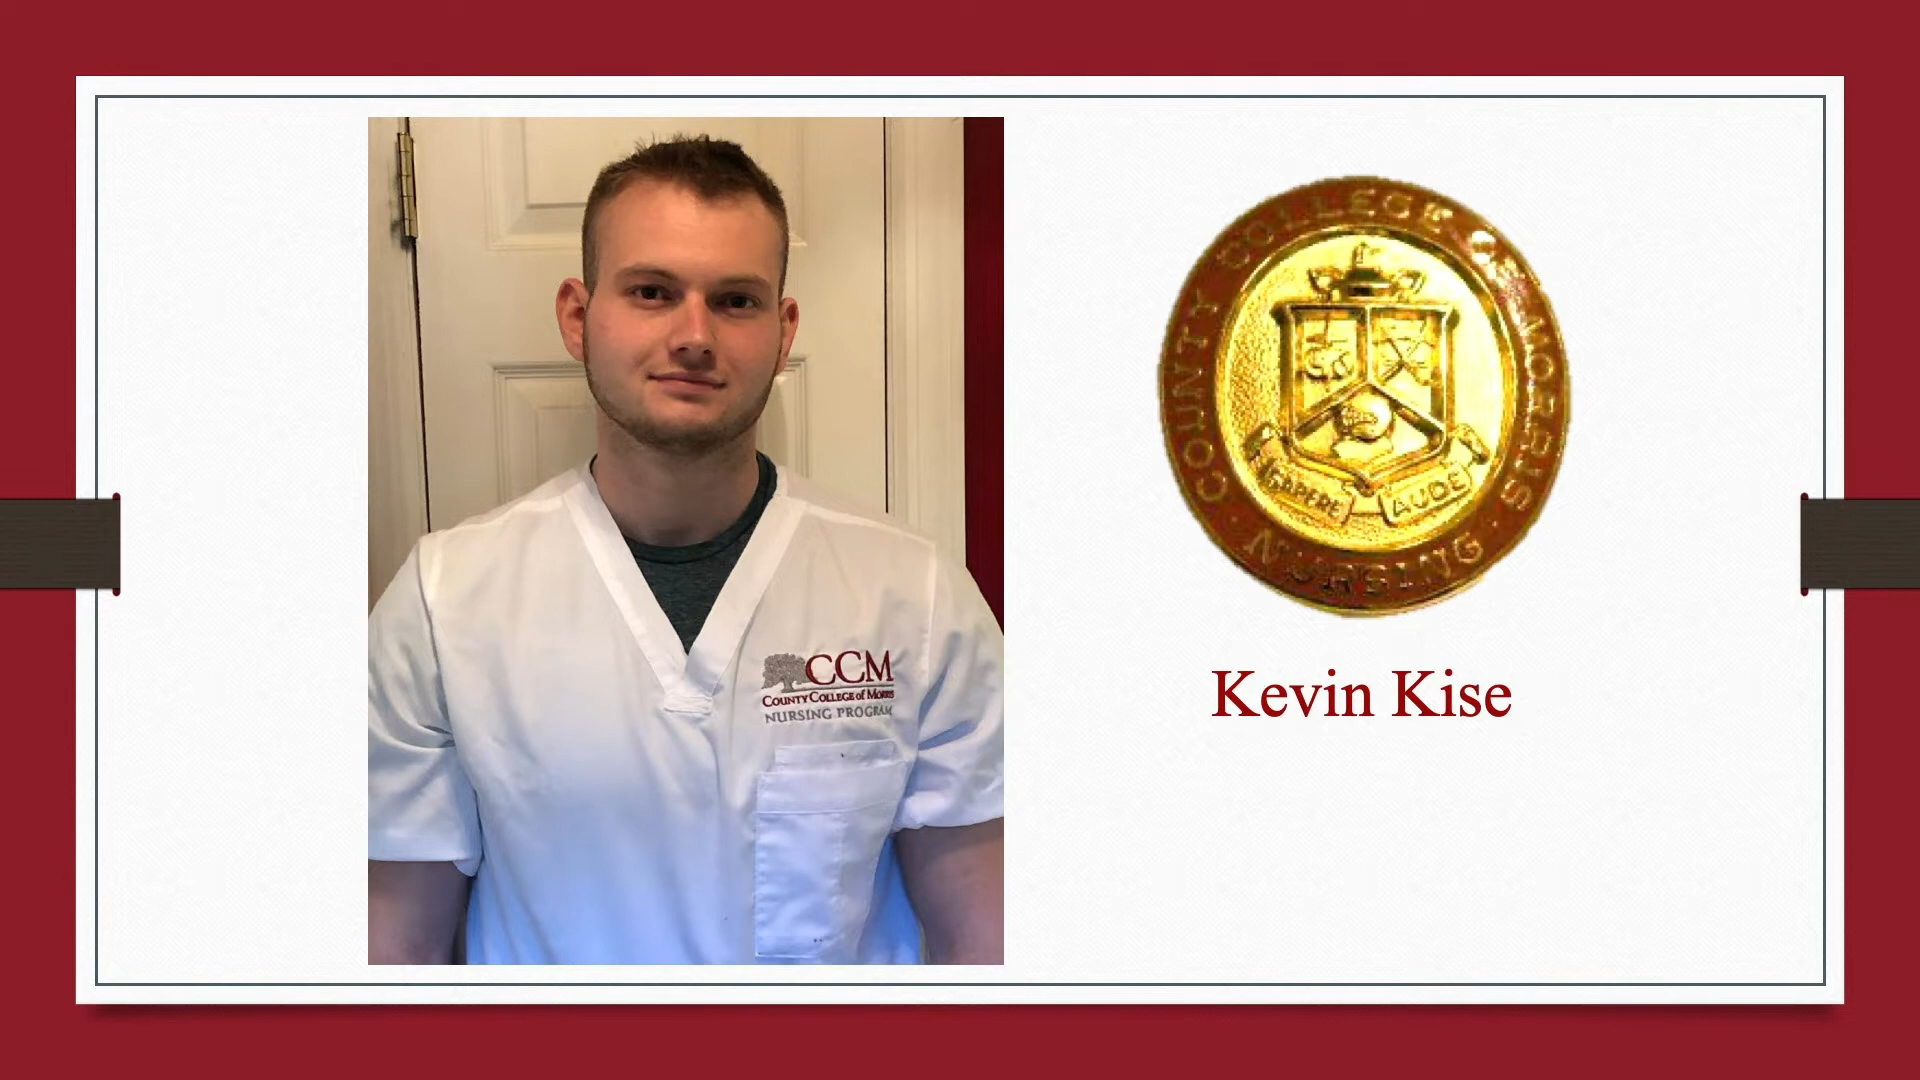 CCM
COUNTY COLLEGE OF MORRIS
NURSING PROGRAM
COUNTY COLLEGE OF MORRIS
· NURSING ·
SAPERE AUDE
Kevin Kise